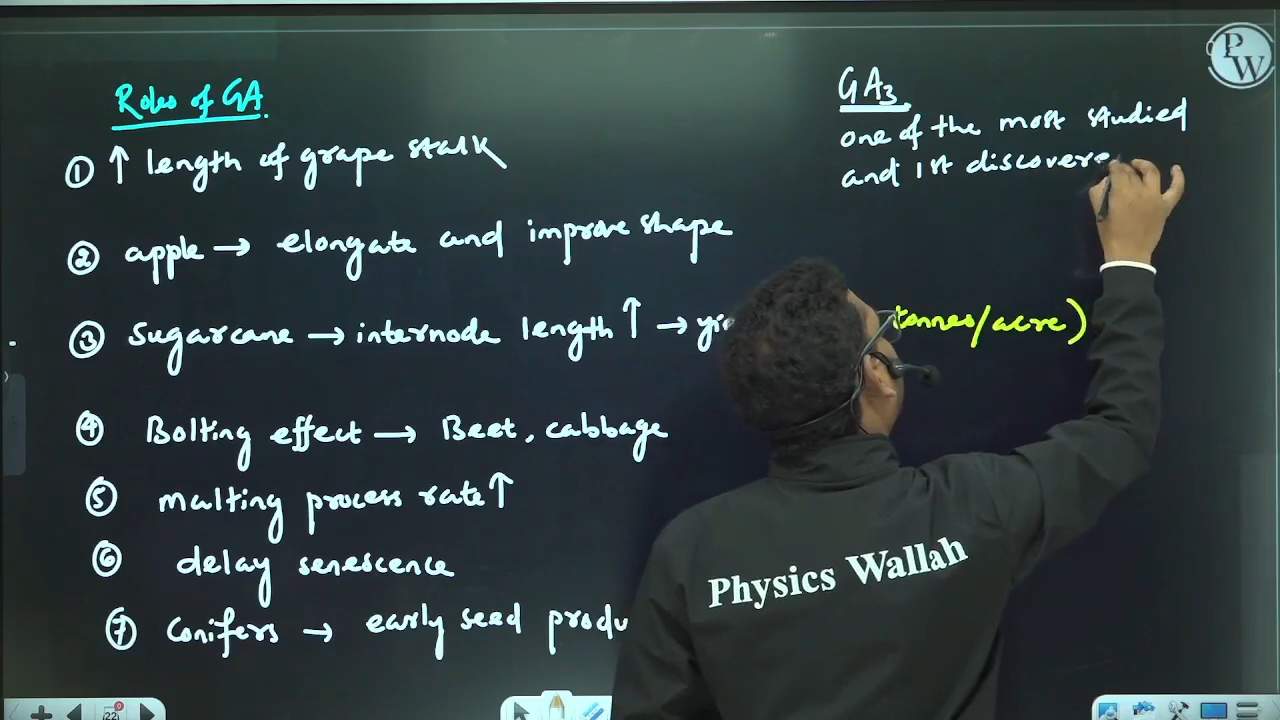 Roles of GA
① ↑ length of grape stalk
② apple → elongate and improve shape
③ Sugarcane → internode length ↑ → yi
tonnes/acre)
④ Bolting effect → Beet, cabbage
⑤ malting process rate ↑
⑥ delay senescence
⑦ Conifers → early seed produ
GA3
one of the most studied
and 1st discovere
PW
Physics Wallah
22